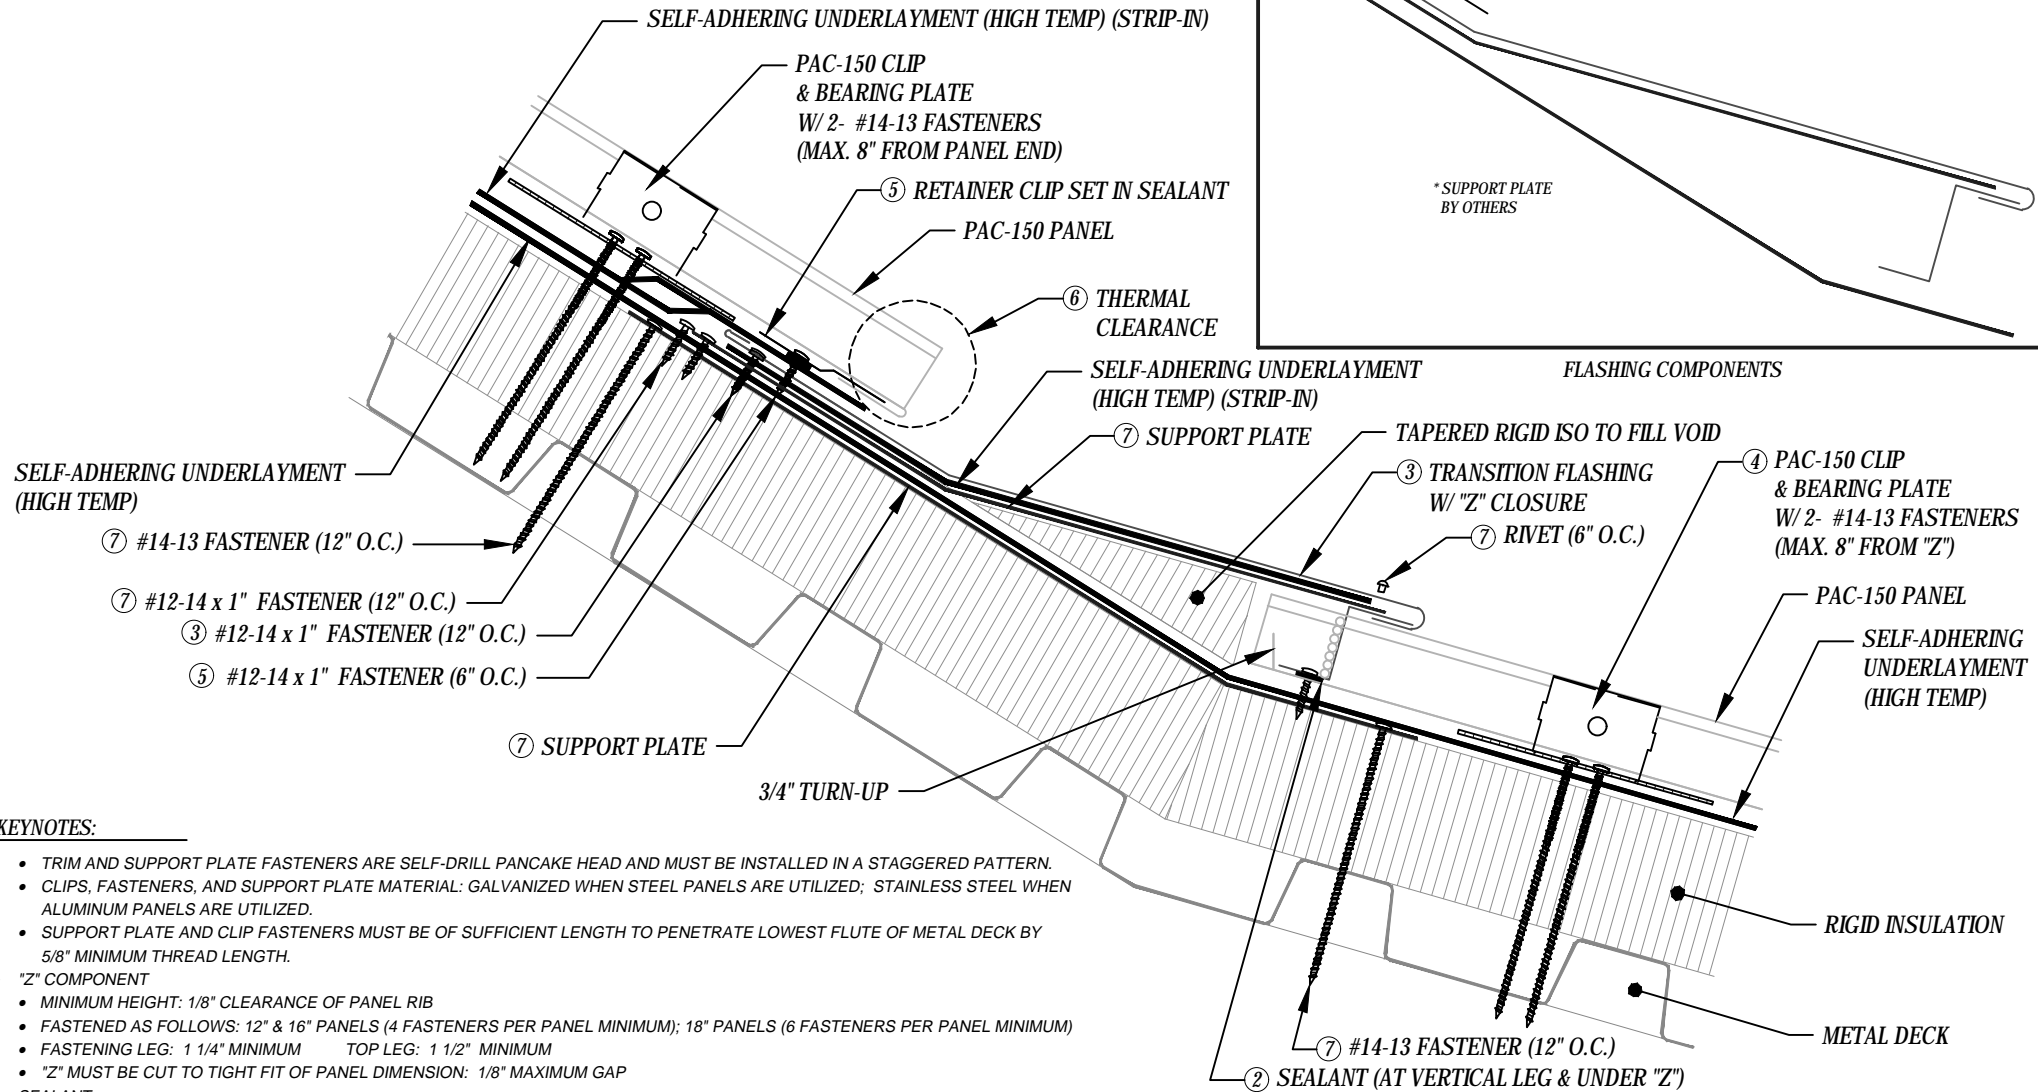 SELF-ADHERING UNDERLAYMENT (HIGH TEMP) (STRIP-IN)
PAC-150 CLIP
& BEARING PLATE
W/ 2- #14-13 FASTENERS
(MAX. 8" FROM PANEL END)
5 RETAINER CLIP SET IN SEALANT
PAC-150 PANEL
6 THERMAL
CLEARANCE
* SUPPORT PLATE
BY OTHERS
FLASHING COMPONENTS
SELF-ADHERING UNDERLAYMENT
(HIGH TEMP) (STRIP-IN)
7 SUPPORT PLATE
TAPERED RIGID ISO TO FILL VOID
3 TRANSITION FLASHING
W/ "Z" CLOSURE
7 RIVET (6" O.C.)
4 PAC-150 CLIP
& BEARING PLATE
W/ 2- #14-13 FASTENERS
(MAX. 8" FROM "Z")
PAC-150 PANEL
SELF-ADHERING
UNDERLAYMENT
(HIGH TEMP)
SELF-ADHERING UNDERLAYMENT
(HIGH TEMP)
7 #14-13 FASTENER (12" O.C.)
7 #12-14 x 1" FASTENER (12" O.C.)
3 #12-14 x 1" FASTENER (12" O.C.)
5 #12-14 x 1" FASTENER (6" O.C.)
7 SUPPORT PLATE
3/4" TURN-UP
RIGID INSULATION
METAL DECK
7 #14-13 FASTENER (12" O.C.)
2 SEALANT (AT VERTICAL LEG & UNDER "Z")
KEYNOTES:
• TRIM AND SUPPORT PLATE FASTENERS ARE SELF-DRILL PANCAKE HEAD AND MUST BE INSTALLED IN A STAGGERED PATTERN.
• CLIPS, FASTENERS, AND SUPPORT PLATE MATERIAL: GALVANIZED WHEN STEEL PANELS ARE UTILIZED; STAINLESS STEEL WHEN
ALUMINUM PANELS ARE UTILIZED.
• SUPPORT PLATE AND CLIP FASTENERS MUST BE OF SUFFICIENT LENGTH TO PENETRATE LOWEST FLUTE OF METAL DECK BY
5/8" MINIMUM THREAD LENGTH.
"Z" COMPONENT
• MINIMUM HEIGHT: 1/8" CLEARANCE OF PANEL RIB
• FASTENED AS FOLLOWS: 12" & 16" PANELS (4 FASTENERS PER PANEL MINIMUM); 18" PANELS (6 FASTENERS PER PANEL MINIMUM)
• FASTENING LEG: 1 1/4" MINIMUM TOP LEG: 1 1/2" MINIMUM
• "Z" MUST BE CUT TO TIGHT FIT OF PANEL DIMENSION: 1/8" MAXIMUM GAP